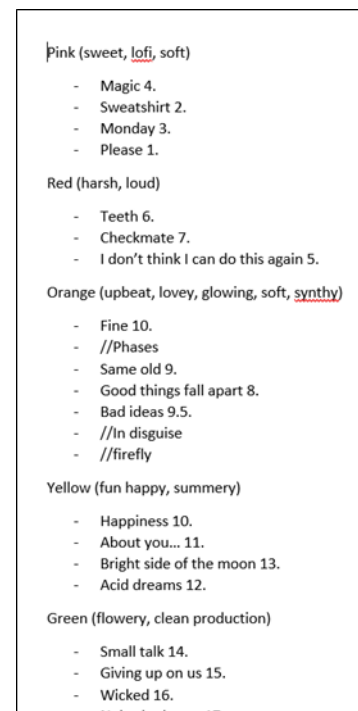 Pink (sweet, lofi, soft)
- Magic 4.
- Sweatshirt 2.
- Monday 3.
- Please 1.
Red (harsh, loud)
- Teeth 6.
- Checkmate 7.
- I don’t think I can do this again 5.
Orange (upbeat, lovey, glowing, soft, synthy)
- Fine 10.
- //Phases
- Same old 9.
- Good things fall apart 8.
- Bad ideas 9.5.
- //In disguise
- //firefly
Yellow (fun happy, summery)
- Happiness 10.
- About you... 11.
- Bright side of the moon 13.
- Acid dreams 12.
Green (flowery, clean production)
- Small talk 14.
- Giving up on us 15.
- Wicked 16.